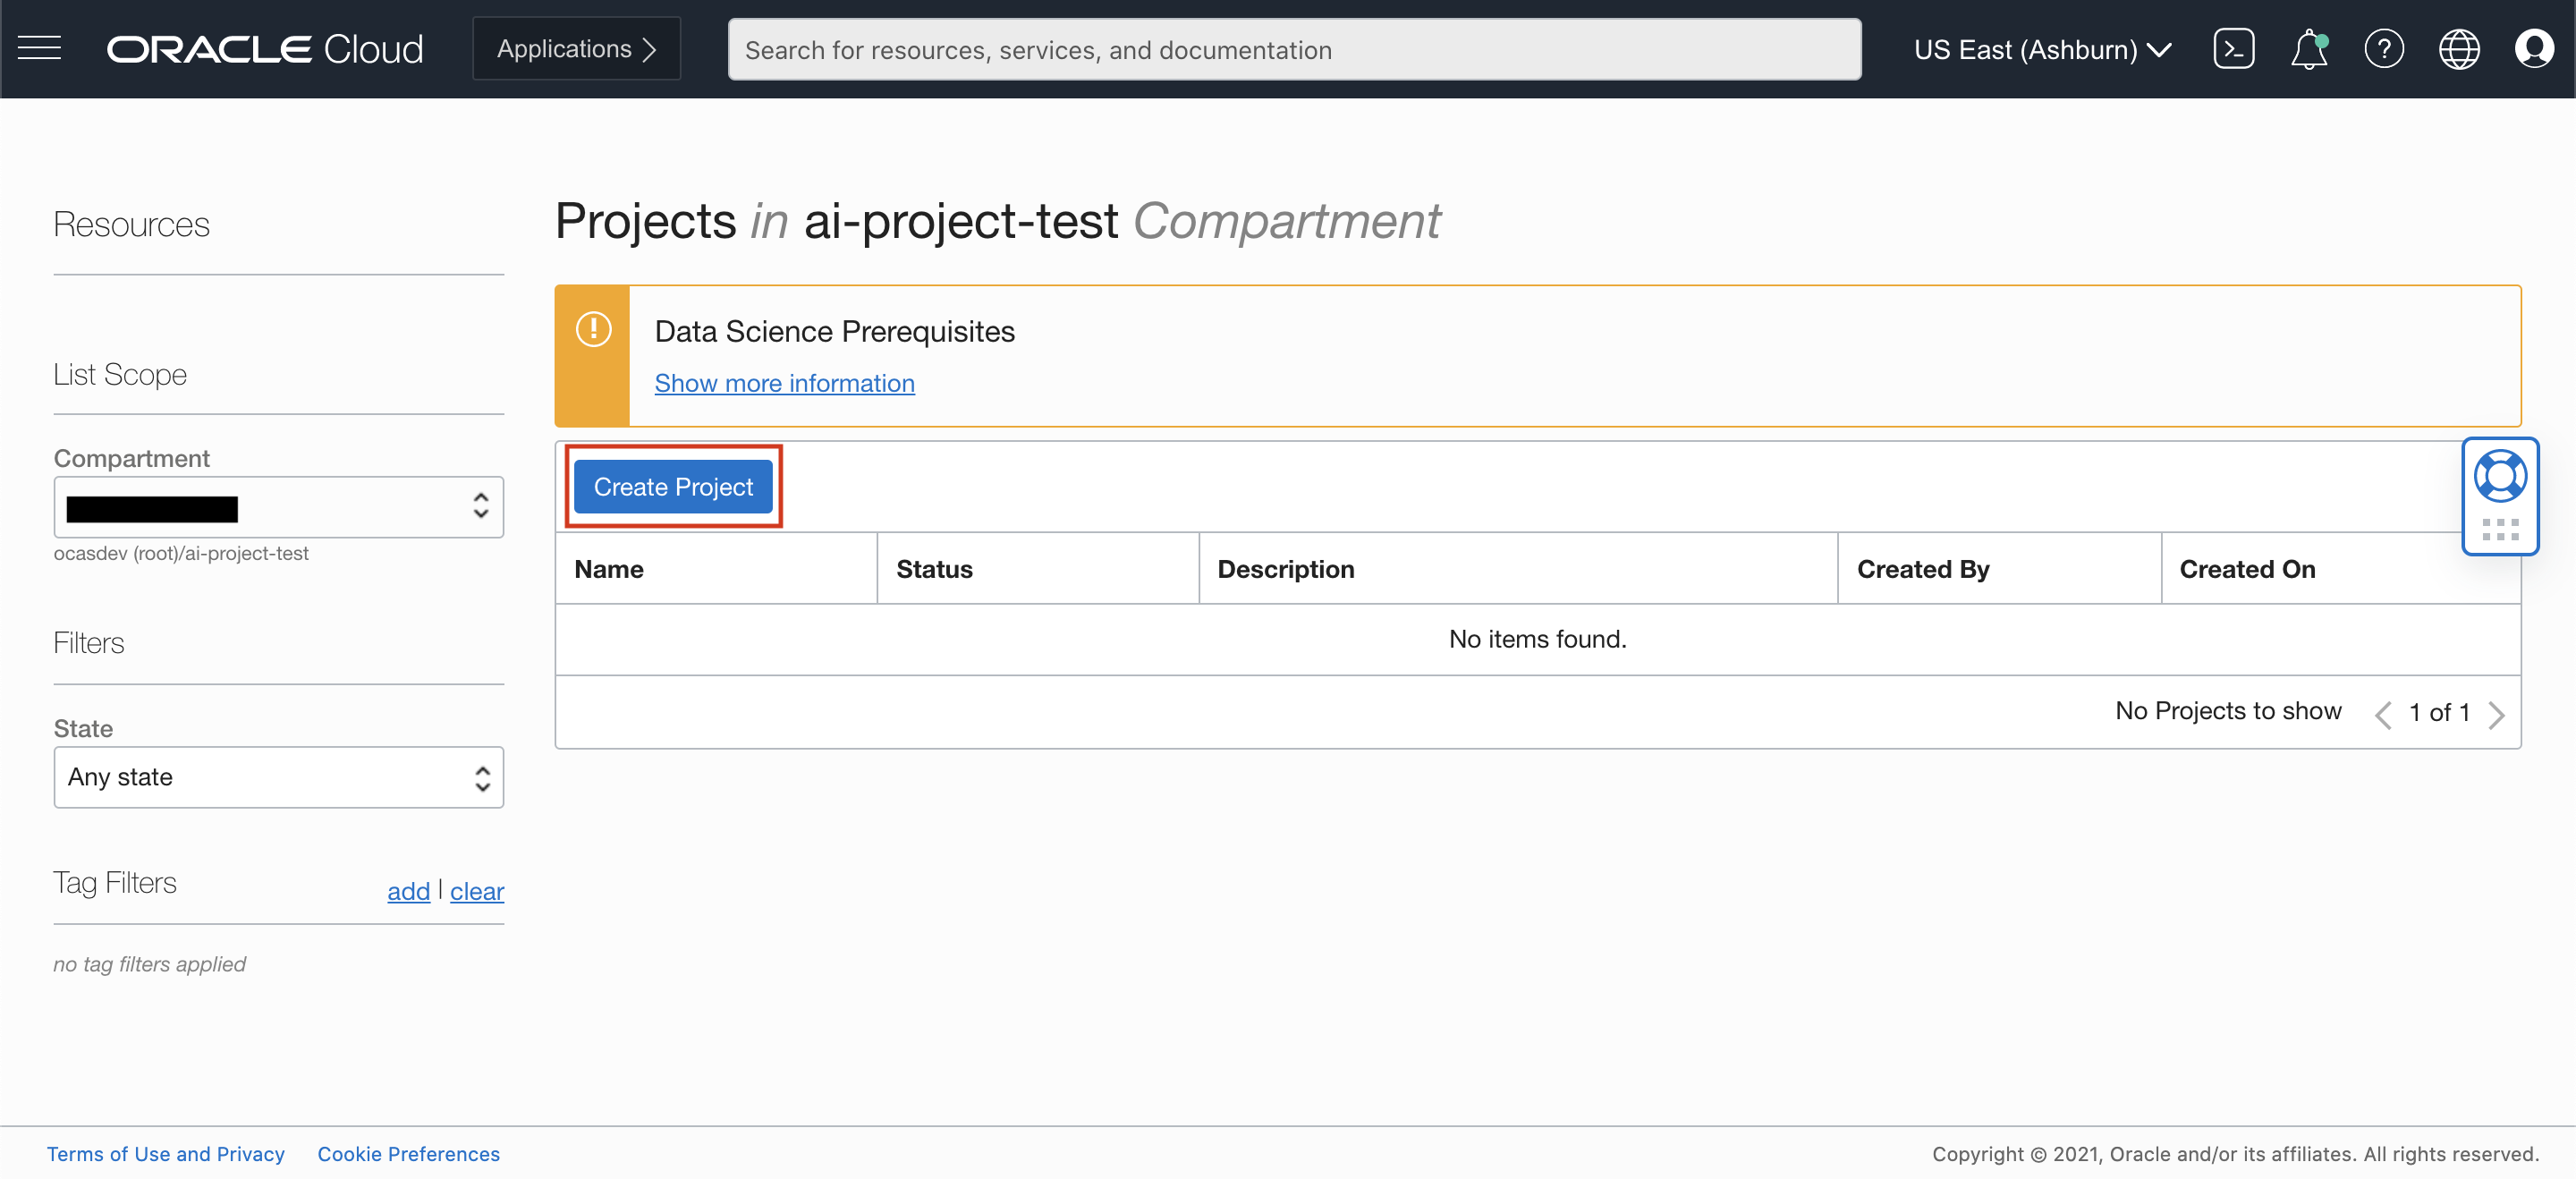 ORACLE Cloud
Applications
Search for resources, services, and documentation
US East (Ashburn)
Resources
List Scope
Compartment
ocasdev (root)/ai-project-test
Filters
State
Any state
Tag Filters
add | clear
no tag filters applied
Projects in ai-project-test Compartment
Data Science Prerequisites
Show more information
Create Project
Name Status Description Created By Created On
No items found.
No Projects to show 1 of 1
Terms of Use and Privacy Cookie Preferences
Copyright © 2021, Oracle and/or its affiliates. All rights reserved.